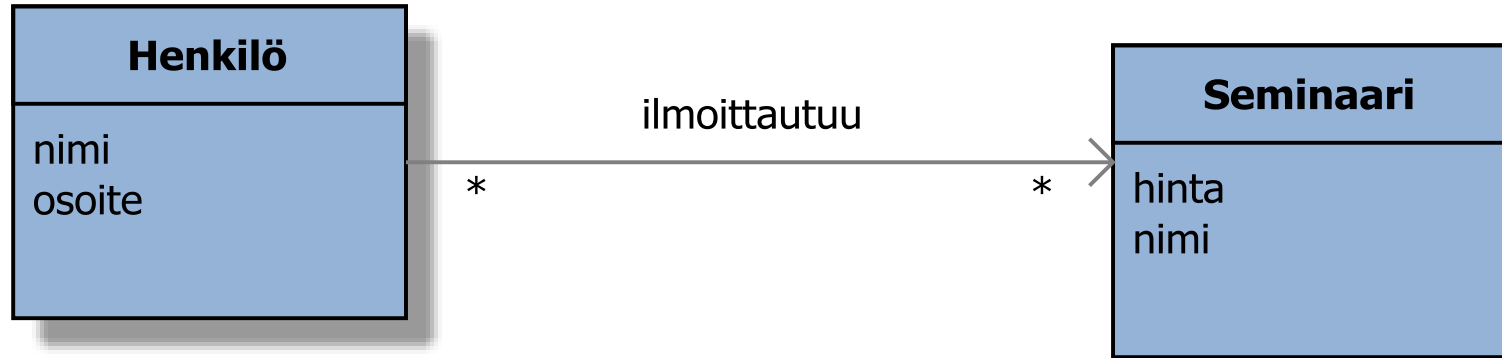 Henkilö
nimi
osoite
ilmoittautuu
*
*
Seminaari
hinta
nimi